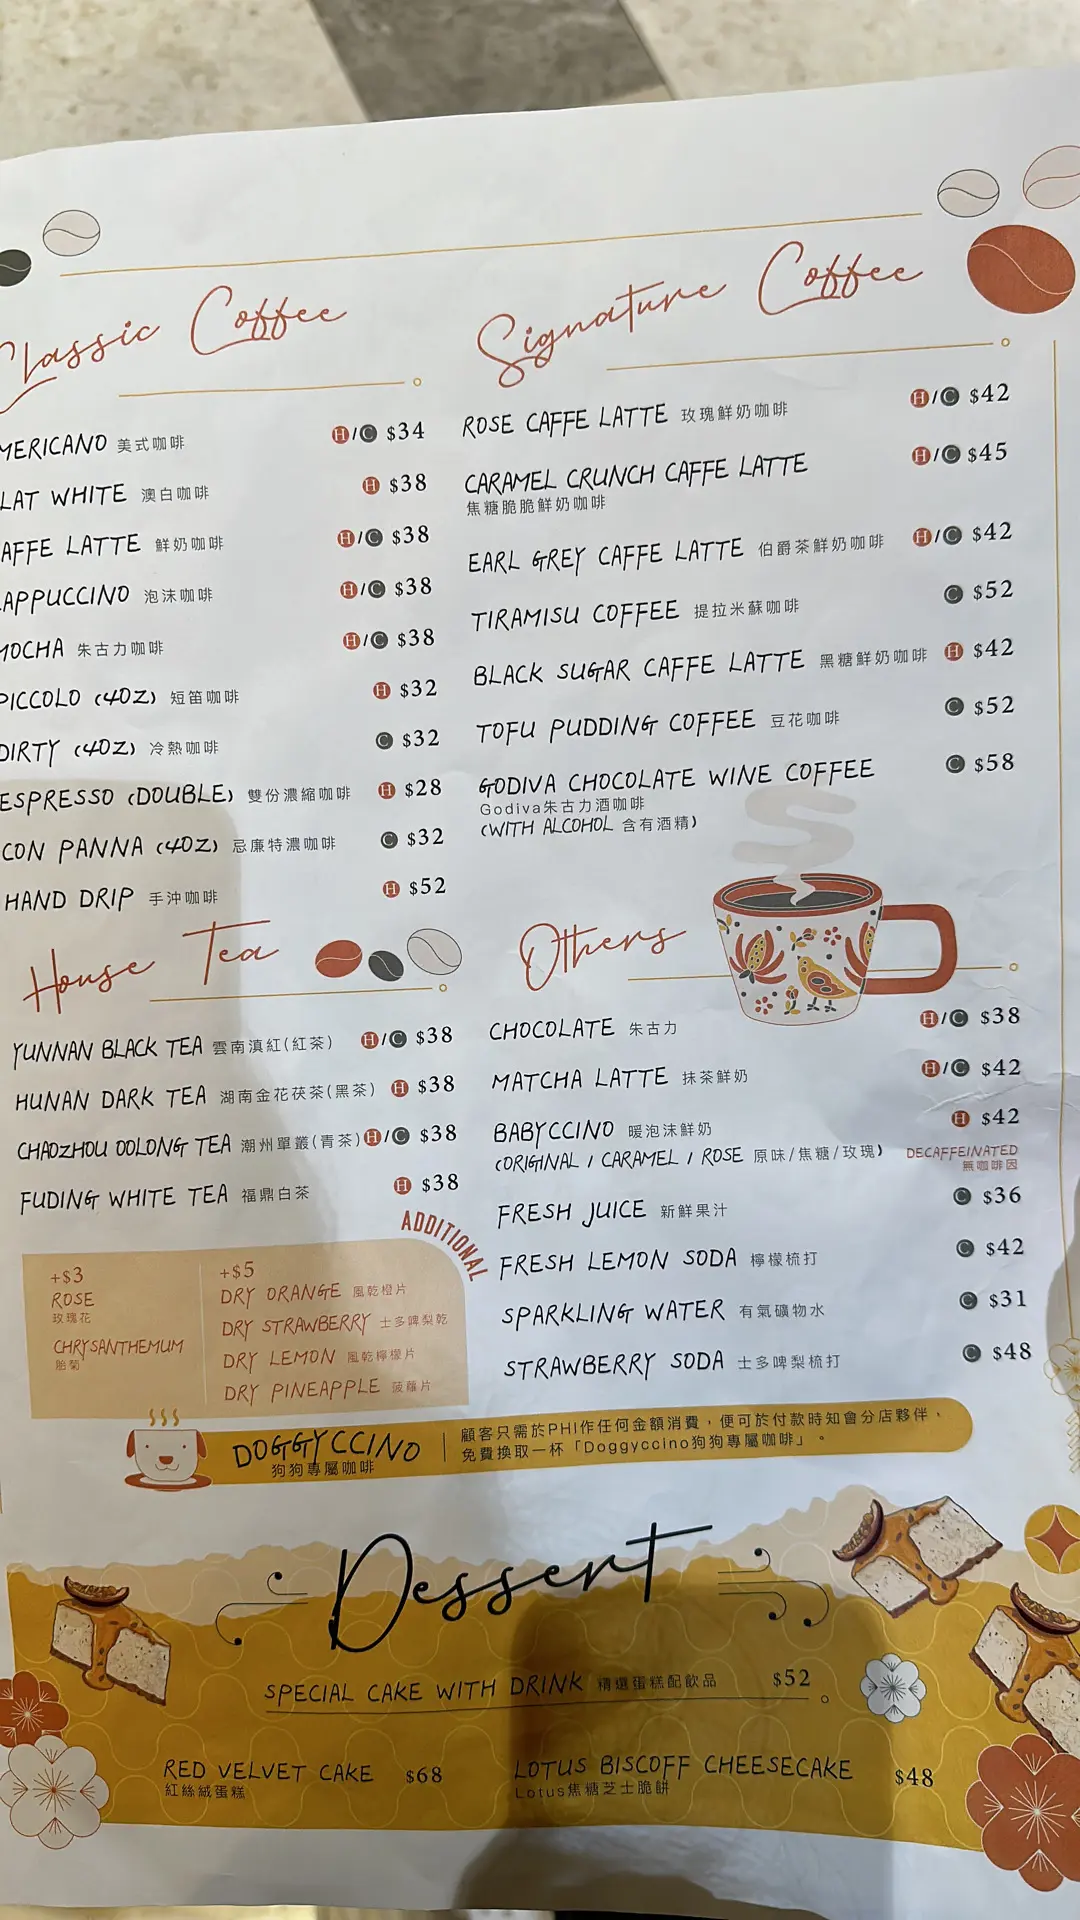 Classic Coffee
MERICANO 美式咖啡 H/C $34
LAT WHITE 澳白咖啡 H $38
AFFE LATTE 鮮奶咖啡 H/C $38
APPUCCINO 泡沫咖啡 H/C $38
MOCHA 朱古力咖啡 H/C $38
PICCOLO (4OZ) 短笛咖啡 H $32
DIRTY (4OZ) 冷熱咖啡 C $32
ESPRESSO (DOUBLE) 雙份濃縮咖啡 H $28
CON PANNA (4OZ) 忌廉特濃咖啡 C $32
HAND DRIP 手沖咖啡 H $52
Signature Coffee
ROSE CAFFE LATTE 玫瑰鮮奶咖啡 H/C $42
CARAMEL CRUNCH CAFFE LATTE H/C $45
焦糖脆脆鮮奶咖啡
EARL GREY CAFFE LATTE 伯爵茶鮮奶咖啡 H/C $42
TIRAMISU COFFEE 提拉米蘇咖啡 C $52
BLACK SUGAR CAFFE LATTE 黑糖鮮奶咖啡 H $42
TOFU PUDDING COFFEE 豆花咖啡 C $52
GODIVA CHOCOLATE WINE COFFEE C $58
Godiva朱古力酒咖啡
(WITH ALCOHOL 含有酒精)
House Tea
YUNNAN BLACK TEA 雲南滇紅(紅茶) H/C $38
HUNAN DARK TEA 湖南金花茯茶(黑茶) H $38
CHAOZHOU OOLONG TEA 潮州單叢(青茶) H/C $38
FUDING WHITE TEA 福鼎白茶 H $38
ADDITIONAL
+$3
ROSE
玫瑰花
CHRYSANTHEMUM
胎菊
+$5
DRY ORANGE 風乾橙片
DRY STRAWBERRY 士多啤梨乾
DRY LEMON 風乾檸檬片
DRY PINEAPPLE 菠蘿片
Others
CHOCOLATE 朱古力 H/C $38
MATCHA LATTE 抹茶鮮奶 H/C $42
BABYCCINO 暖泡沫鮮奶 H $42
(ORIGINAL / CARAMEL / ROSE 原味/焦糖/玫瑰) DECAFFEINATED
無咖啡因
FRESH JUICE 新鮮果汁 C $36
FRESH LEMON SODA 檸檬梳打 C $42
SPARKLING WATER 有氣礦物水 C $31
STRAWBERRY SODA 士多啤梨梳打 C $48
DOGGYCCINO
狗狗專屬咖啡
顧客只需於PHI作任何金額消費，便可於付款時知會分店夥伴，
免費換取一杯「Doggyccino狗狗專屬咖啡」。
Dessert
SPECIAL CAKE WITH DRINK 精選蛋糕配飲品 $52
RED VELVET CAKE $68
紅絲絨蛋糕
LOTUS BISCOFF CHEESECAKE $48
Lotus焦糖芝士脆餅